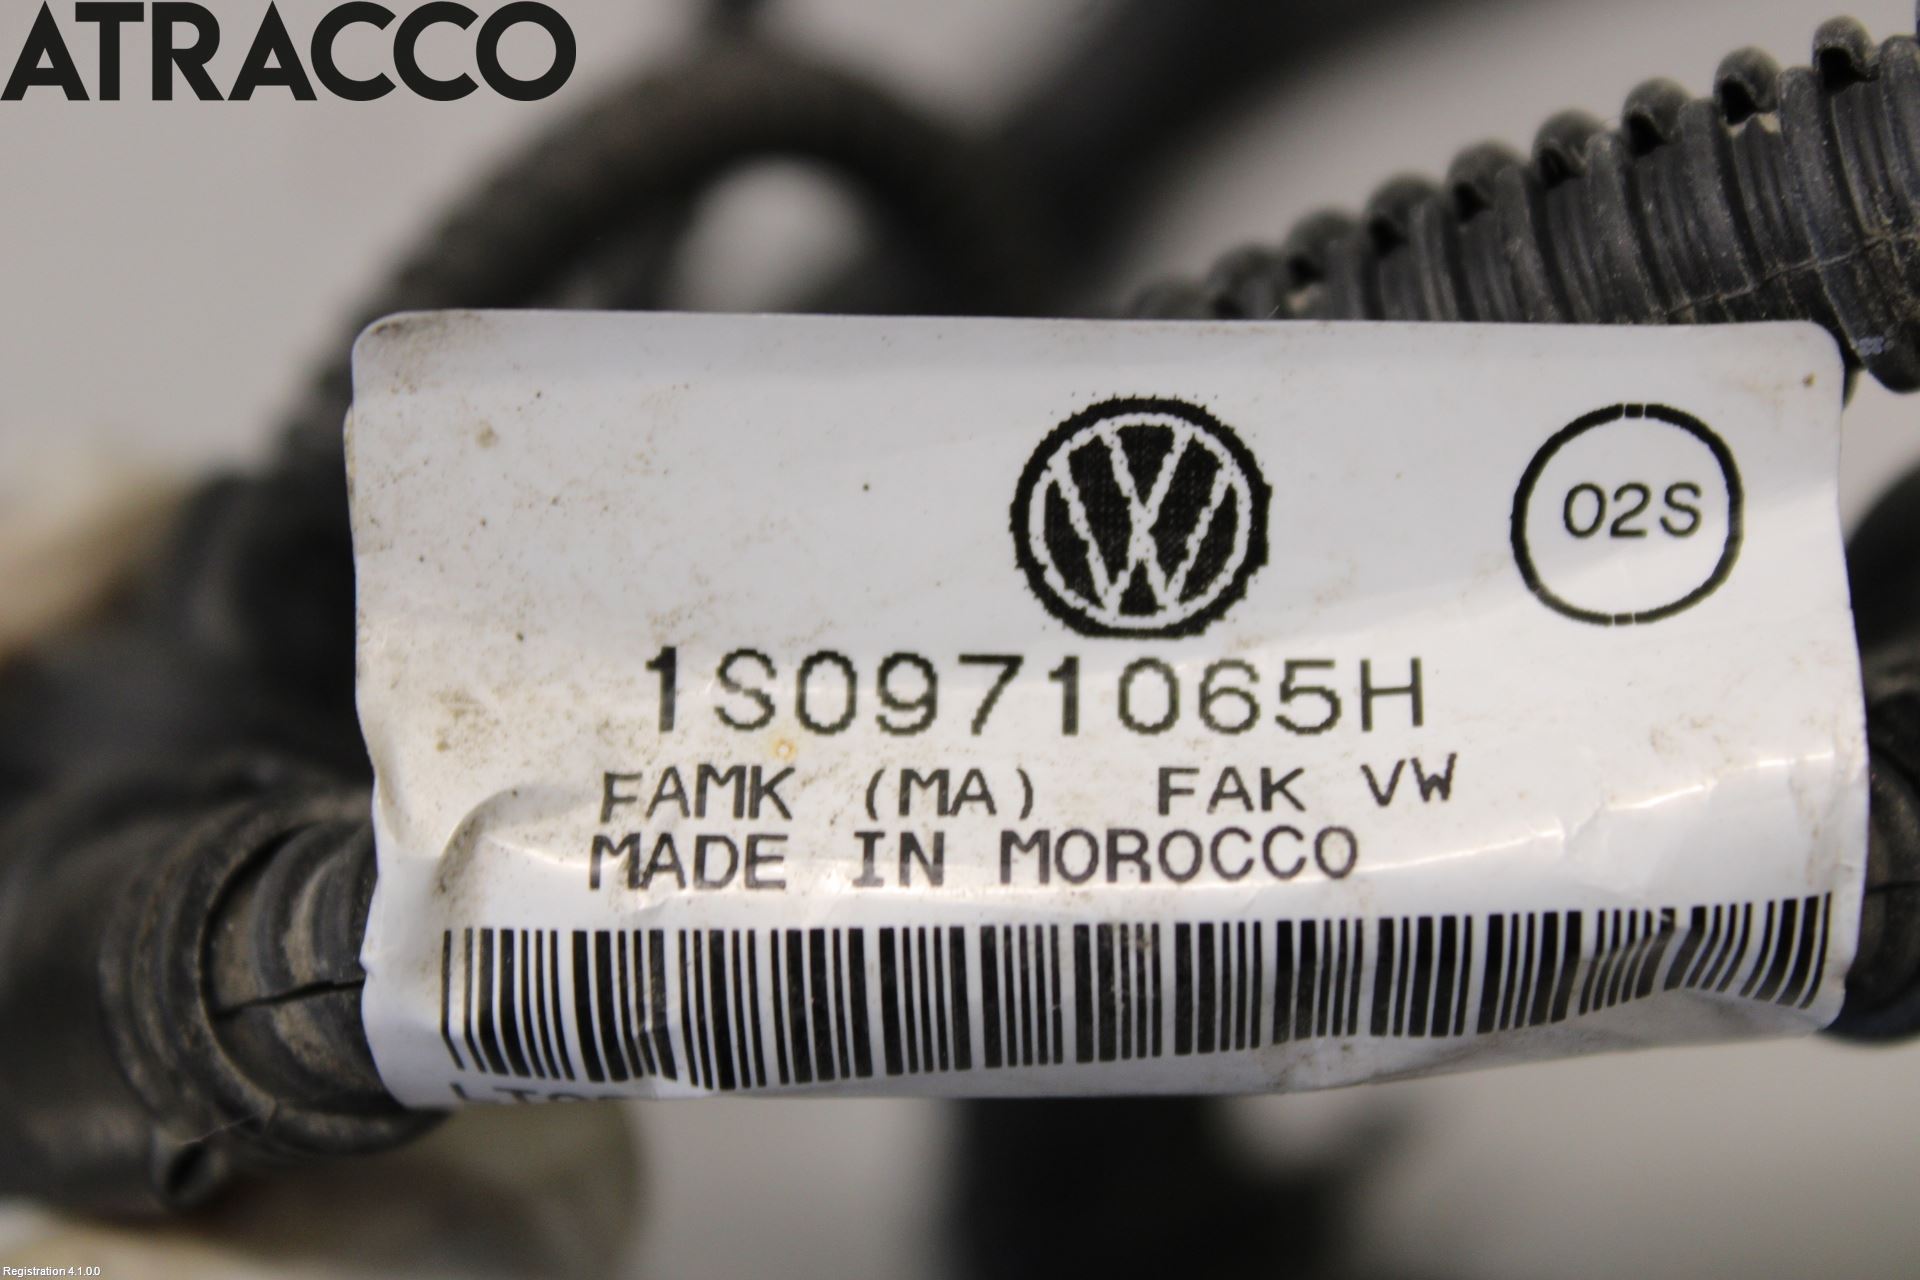 ATRACCO
02S
1S0971065H
FAMK (MA) FAK VW
MADE IN MOROCCO
Registration 4.1.0.0